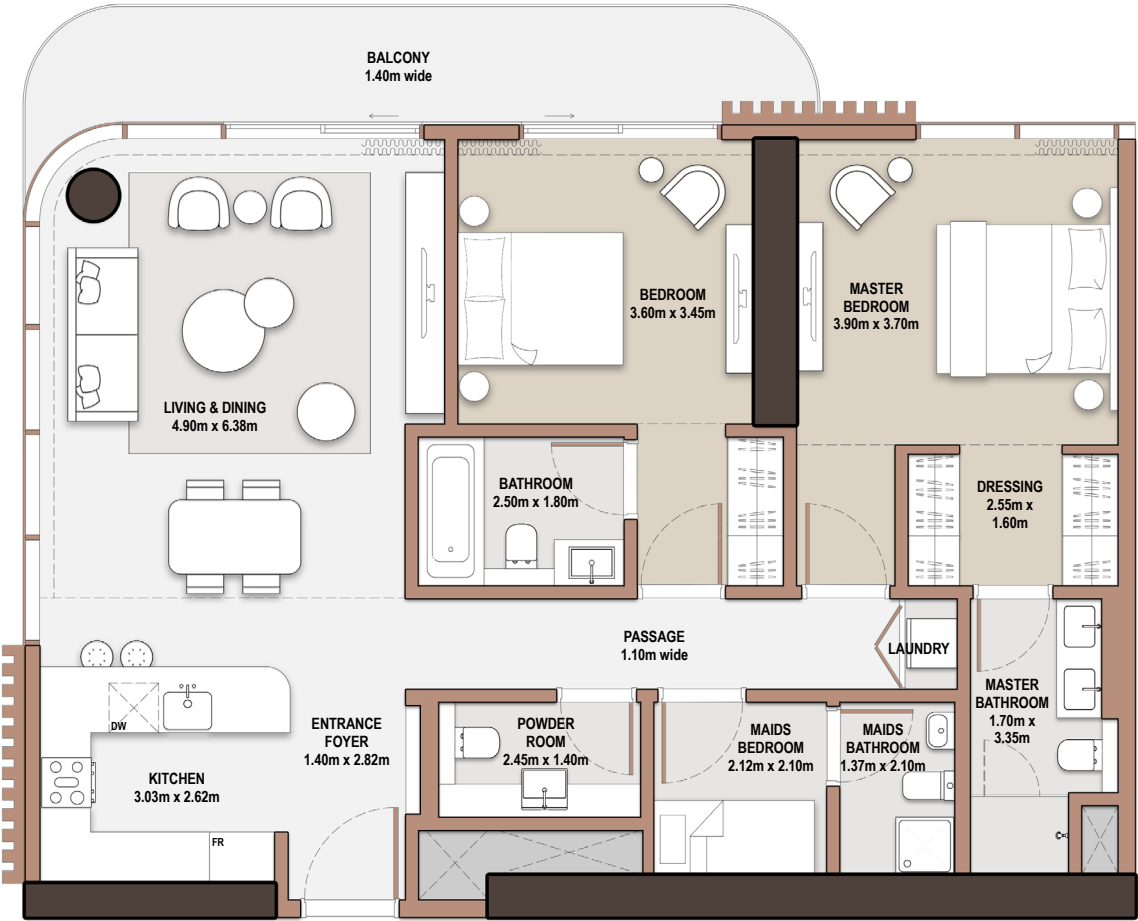 BALCONY
1.40m wide
BEDROOM
3.60m x 3.45m
MASTER
BEDROOM
3.90m x 3.70m
LIVING & DINING
4.90m x 6.38m
BATHROOM
2.50m x 1.80m
DRESSING
2.55m x
1.60m
PASSAGE
1.10m wide
LAUNDRY
MASTER
BATHROOM
1.70m x
3.35m
DW
ENTRANCE
FOYER
1.40m x 2.82m
POWDER
ROOM
2.45m x 1.40m
MAIDS
BEDROOM
2.12m x 2.10m
MAIDS
BATHROOM
1.37m x 2.10m
KITCHEN
3.03m x 2.62m
FR